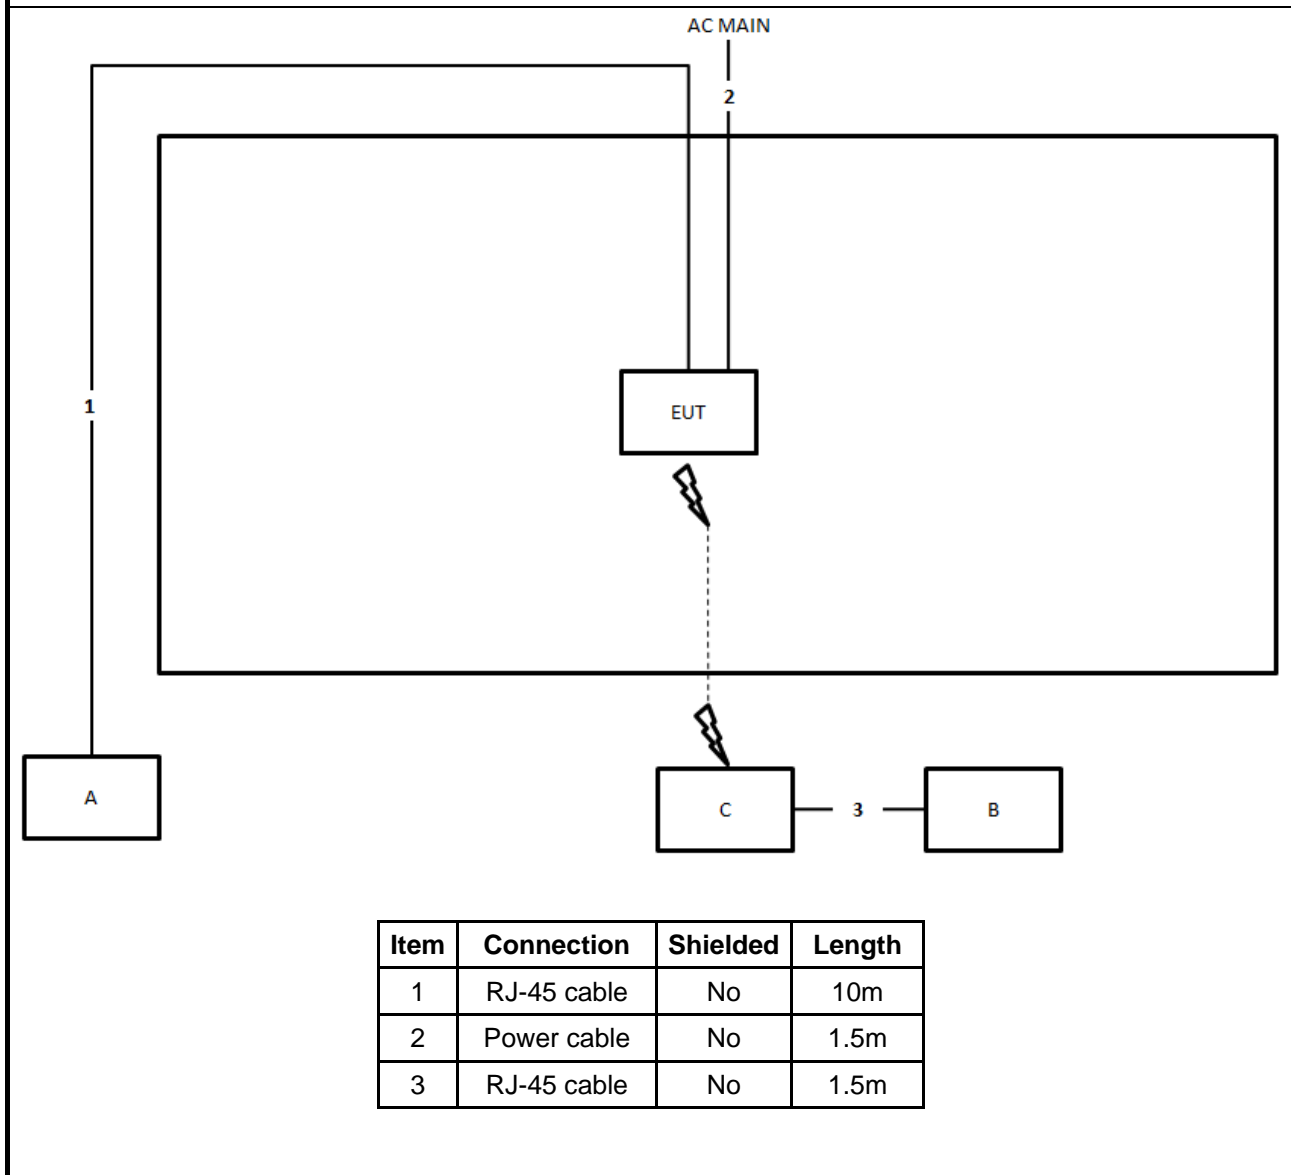 AC MAIN
2
1
EUT
A
C
3
B
Item Connection Shielded Length
1 RJ-45 cable No 10m
2 Power cable No 1.5m
3 RJ-45 cable No 1.5m